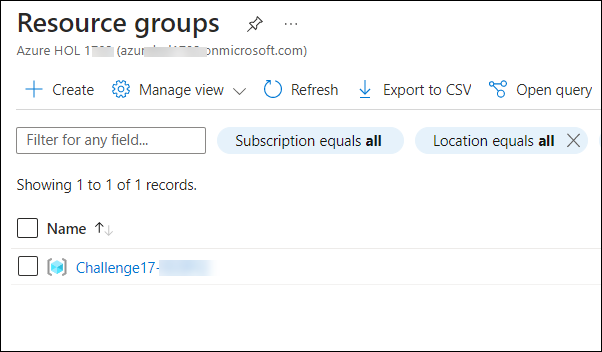 Resource groups
Azure HOL (onmicrosoft.com)
Create Manage view Refresh Export to CSV Open query
Filter for any field... Subscription equals all Location equals all
Showing 1 to 1 of 1 records.
Name
Challenge17-